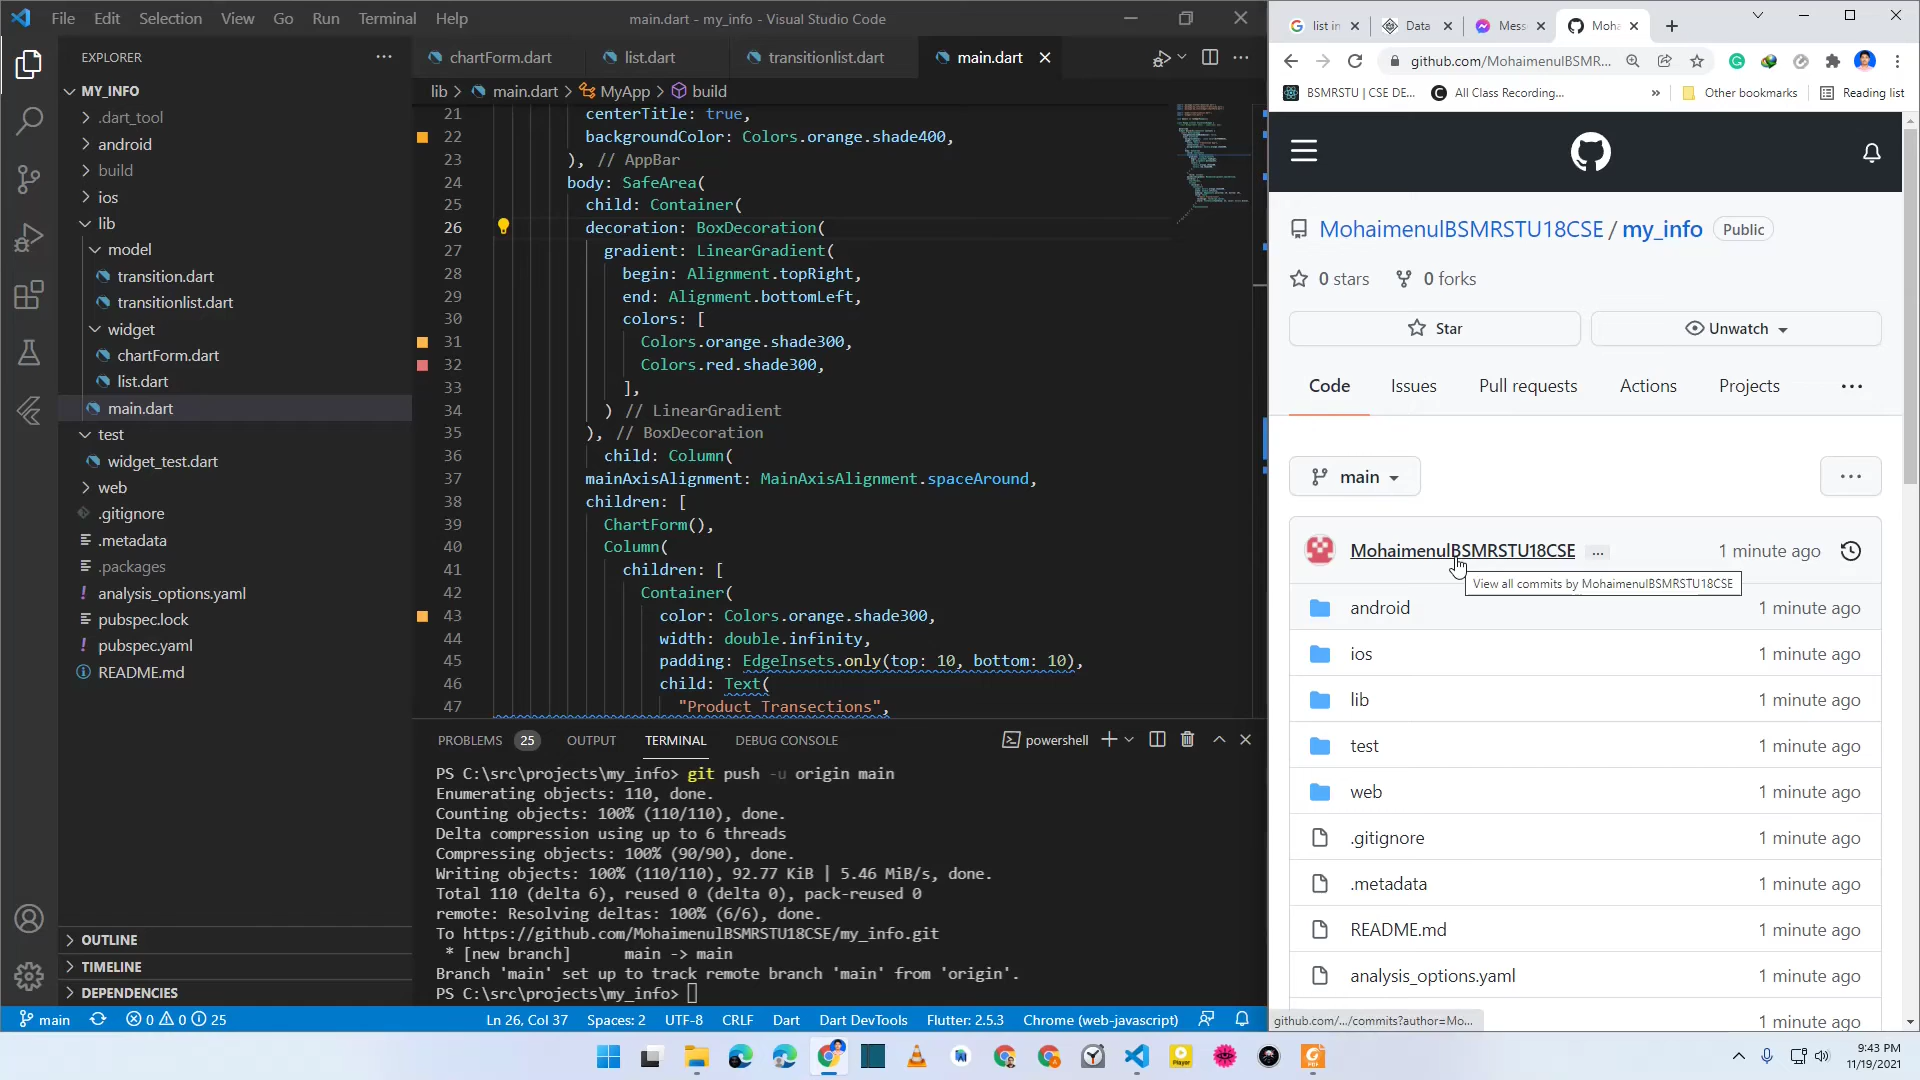 File Edit Selection View Go Run Terminal Help
main.dart - my_info - Visual Studio Code
EXPLORER
MY_INFO
.dart_tool
android
build
ios
lib
model
transition.dart
transitionlist.dart
widget
chartForm.dart
list.dart
main.dart
test
widget_test.dart
web
.gitignore
.metadata
.packages
analysis_options.yaml
pubspec.lock
pubspec.yaml
README.md
OUTLINE
TIMELINE
DEPENDENCIES
chartForm.dart list.dart transitionlist.dart main.dart
lib > main.dart > MyApp > build
21 centerTitle: true,
22 backgroundColor: Colors.orange.shade400,
23 ), // AppBar
24 body: SafeArea(
25 child: Container(
26 decoration: BoxDecoration(
27 gradient: LinearGradient(
28 begin: Alignment.topRight,
29 end: Alignment.bottomLeft,
30 colors: [
31 Colors.orange.shade300,
32 Colors.red.shade300,
33 ],
34 ) // LinearGradient
35 ), // BoxDecoration
36 child: Column(
37 mainAxisAlignment: MainAxisAlignment.spaceAround,
38 children: [
39 ChartForm(),
40 Column(
41 children: [
42 Container(
43 color: Colors.orange.shade300,
44 width: double.infinity,
45 padding: EdgeInsets.only(top: 10, bottom: 10),
46 child: Text(
47 "Product Transections",
PROBLEMS 25 OUTPUT TERMINAL DEBUG CONSOLE
powershell
PS C:\src\projects\my_info> git push -u origin main
Enumerating objects: 110, done.
Counting objects: 100% (110/110), done.
Delta compression using up to 6 threads
Compressing objects: 100% (90/90), done.
Writing objects: 100% (110/110), 92.77 KiB | 5.46 MiB/s, done.
Total 110 (delta 6), reused 0 (delta 0), pack-reused 0
remote: Resolving deltas: 100% (6/6), done.
To https://github.com/MohaimenulBSMRSTU18CSE/my_info.git
* [new branch] main -> main
Branch 'main' set up to track remote branch 'main' from 'origin'.
PS C:\src\projects\my_info>
main 0 0 25
Ln 26, Col 37 Spaces: 2 UTF-8 CRLF Dart Dart DevTools Flutter: 2.5.3 Chrome (web-javascript)
list in Data Mess Moha
github.com/MohaimenulBSMR...
BSMRSTU | CSE DE... All Class Recording... » Other bookmarks Reading list
MohaimenulBSMRSTU18CSE / my_info Public
0 stars 0 forks
Star Unwatch
Code Issues Pull requests Actions Projects ...
main ...
MohaimenulBSMRSTU18CSE ... 1 minute ago
View all commits by MohaimenulBSMRSTU18CSE
android 1 minute ago
ios 1 minute ago
lib 1 minute ago
test 1 minute ago
web 1 minute ago
.gitignore 1 minute ago
.metadata 1 minute ago
README.md 1 minute ago
analysis_options.yaml 1 minute ago
1 minute ago
github.com/.../commits?author=Mo...
9:43 PM
11/19/2021